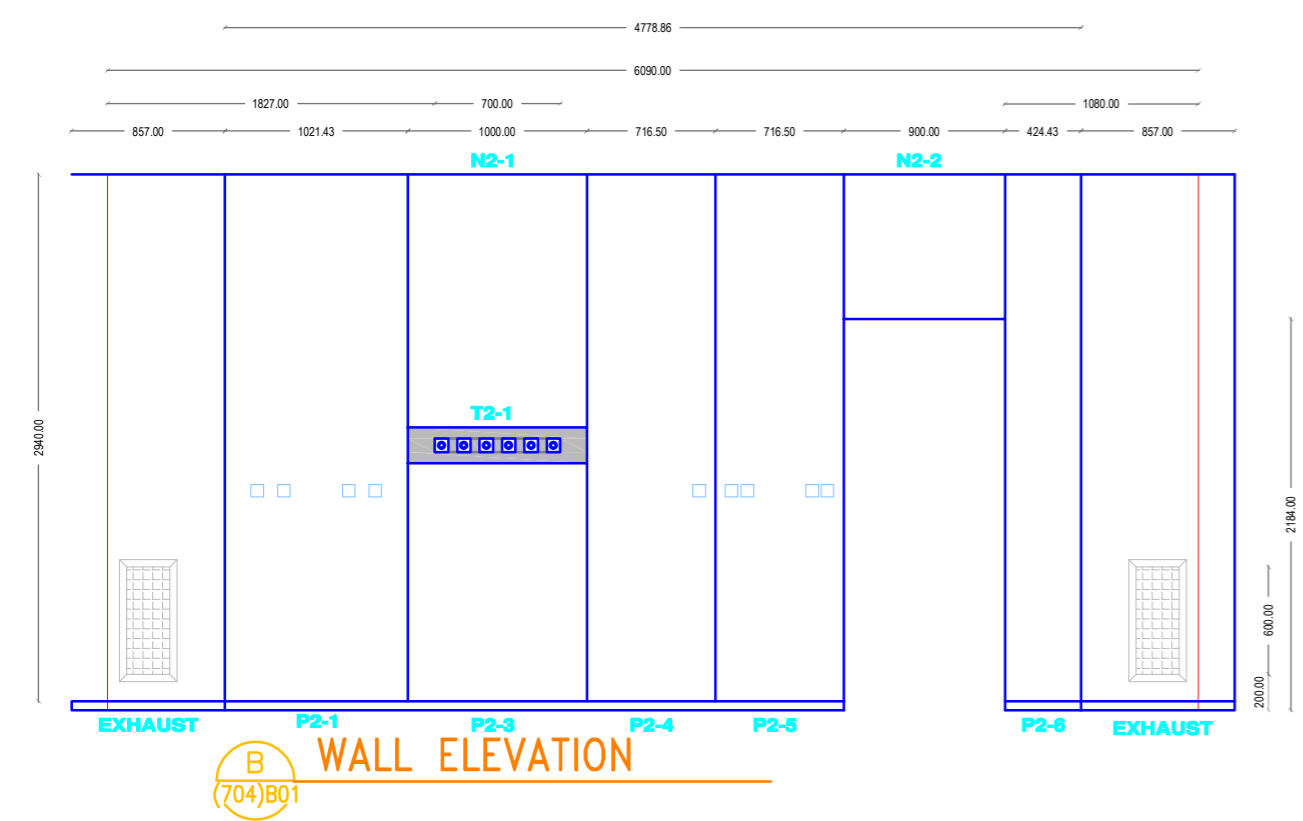 4778.86
6090.00
1827.00 700.00 1080.00
857.00 1021.43 1000.00 716.50 716.50 900.00 424.43 857.00
N2-1 N2-2
2940.00
T2-1
2184.00
600.00
200.00
EXHAUST P2-1 P2-3 P2-4 P2-5 P2-6 EXHAUST
B WALL ELEVATION
(704)B01